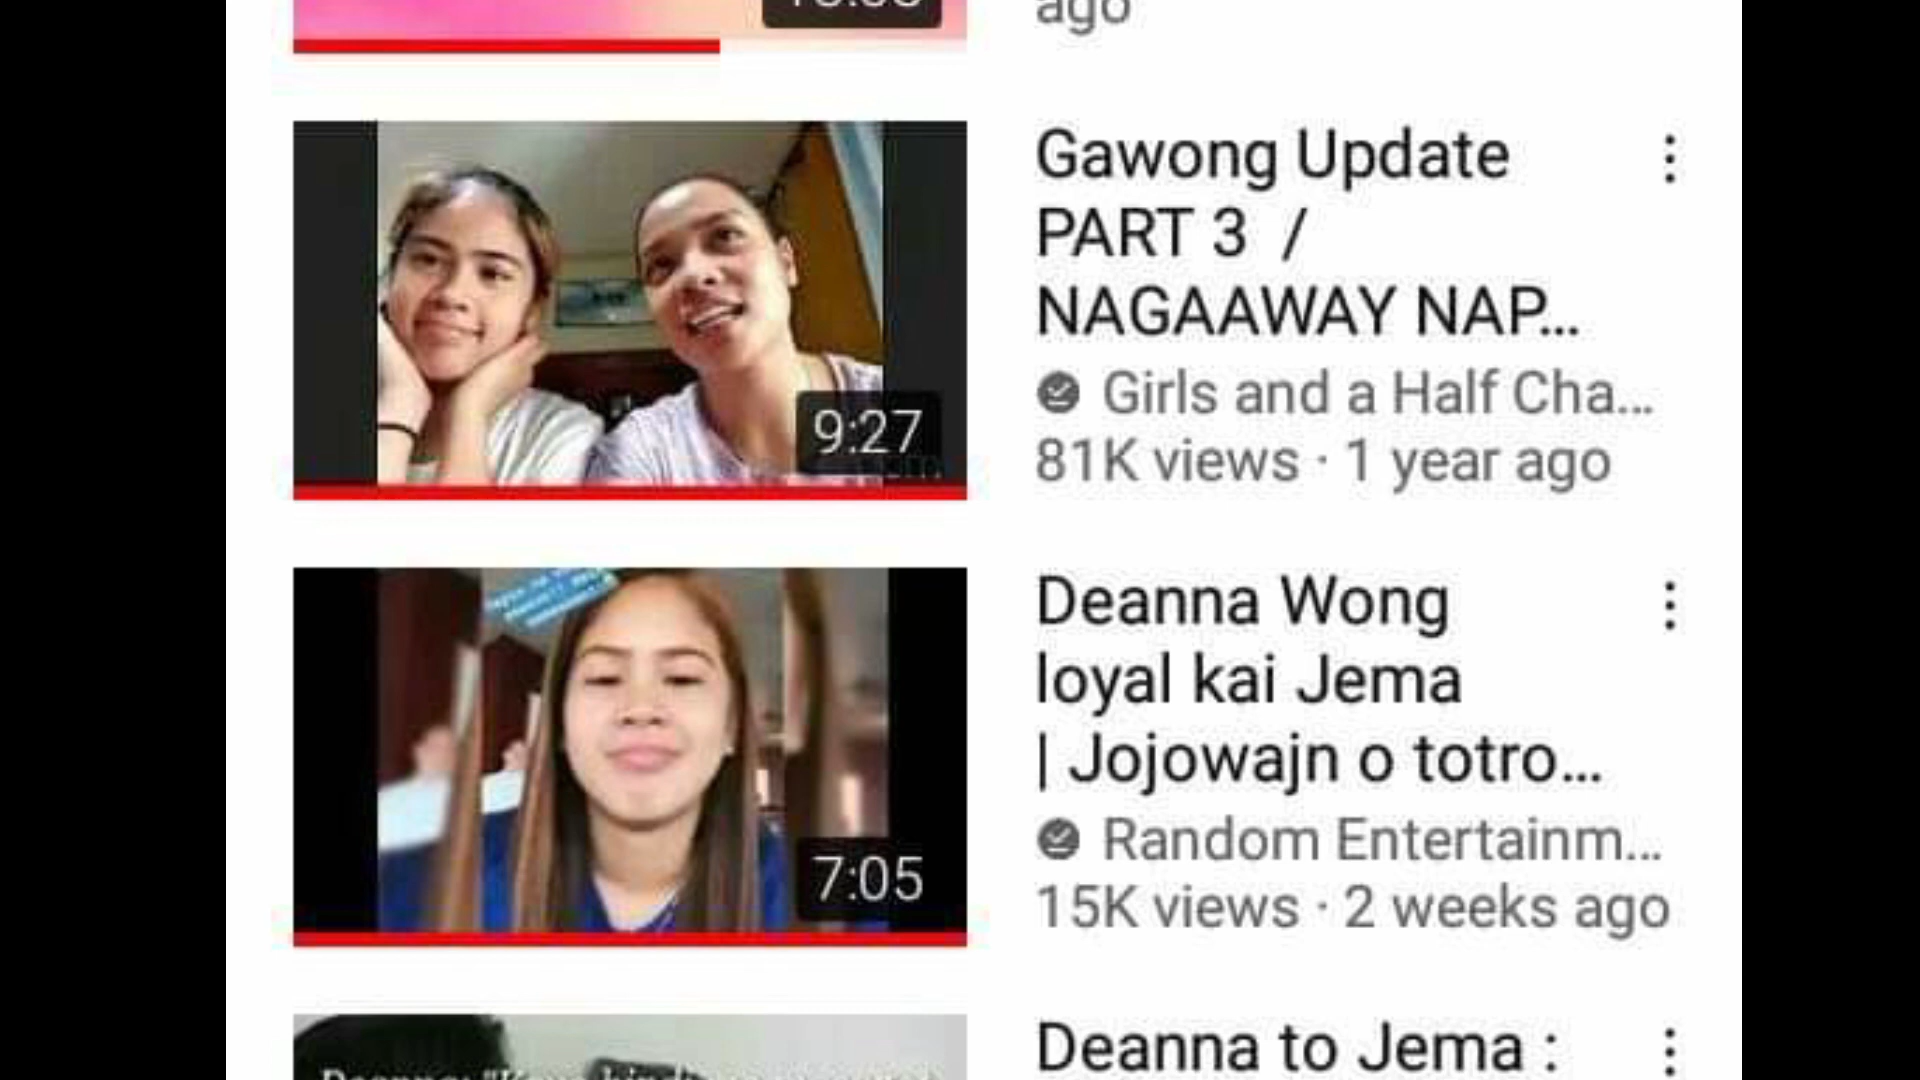 ago
Gawong Update
PART 3 /
NAGAAWAY NAP...
Girls and a Half Cha...
81K views · 1 year ago
9:27
Deanna Wong
loyal kai Jema
| Jojowajn o totro...
Random Entertainm...
15K views · 2 weeks ago
7:05
Deanna to Jema :